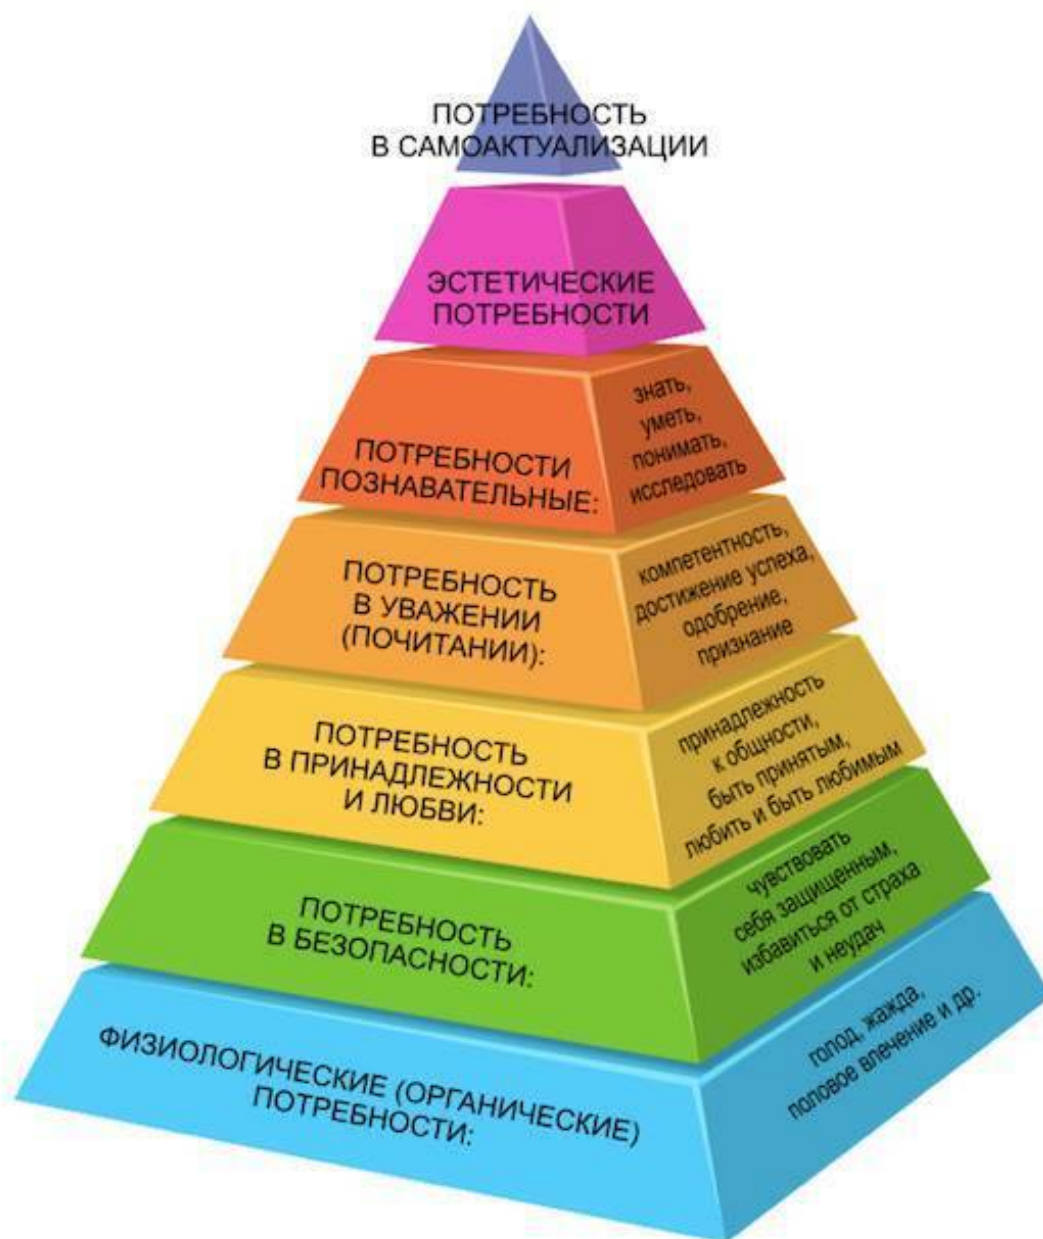 ПОТРЕБНОСТЬ
В САМОАКТУАЛИЗАЦИИ
ЭСТЕТИЧЕСКИЕ
ПОТРЕБНОСТИ
ПОТРЕБНОСТИ
ПОЗНАВАТЕЛЬНЫЕ:
знать,
уметь,
понимать,
исследовать
ПОТРЕБНОСТЬ
В УВАЖЕНИИ
(ПОЧИТАНИИ):
компетентность,
достижение успеха,
одобрение,
признание
ПОТРЕБНОСТЬ
В ПРИНАДЛЕЖНОСТИ
И ЛЮБВИ:
принадлежность
к общности,
быть принятым,
любить и быть любимым
ПОТРЕБНОСТЬ
В БЕЗОПАСНОСТИ:
чувствовать
себя защищенным,
избавиться от страха
и неудач
ФИЗИОЛОГИЧЕСКИЕ (ОРГАНИЧЕСКИЕ)
ПОТРЕБНОСТИ:
голод, жажда,
половое влечение и др.